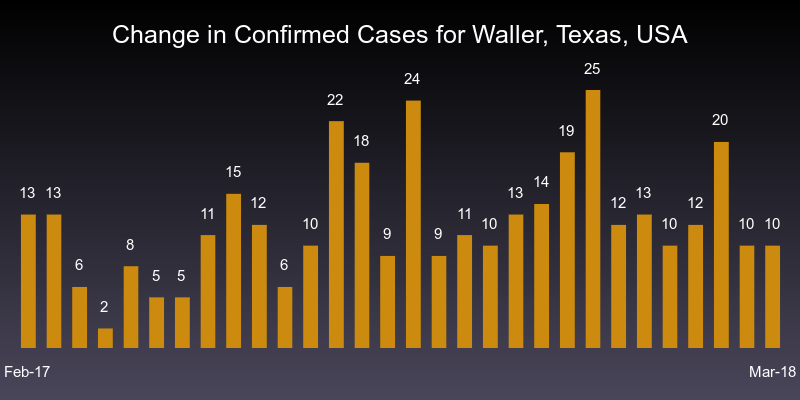 Change in Confirmed Cases for Waller, Texas, USA
13 13 6 2 8 5 5 11 15 12 6 10 22 18 9 24 9 11 10 13 14 19 25 12 13 10 12 20 10 10
Feb-17 Mar-18